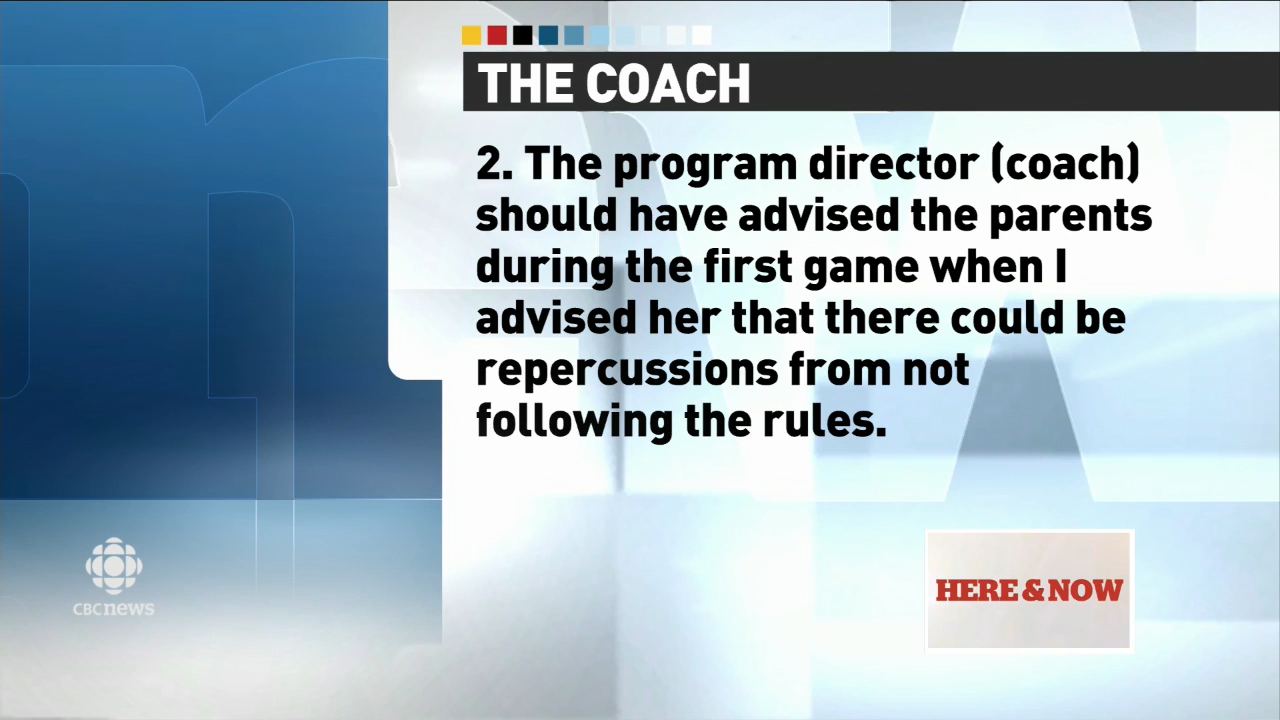 THE COACH
2. The program director (coach)
should have advised the parents
during the first game when I
advised her that there could be
repercussions from not
following the rules.
CBCnews
HERE & NOW